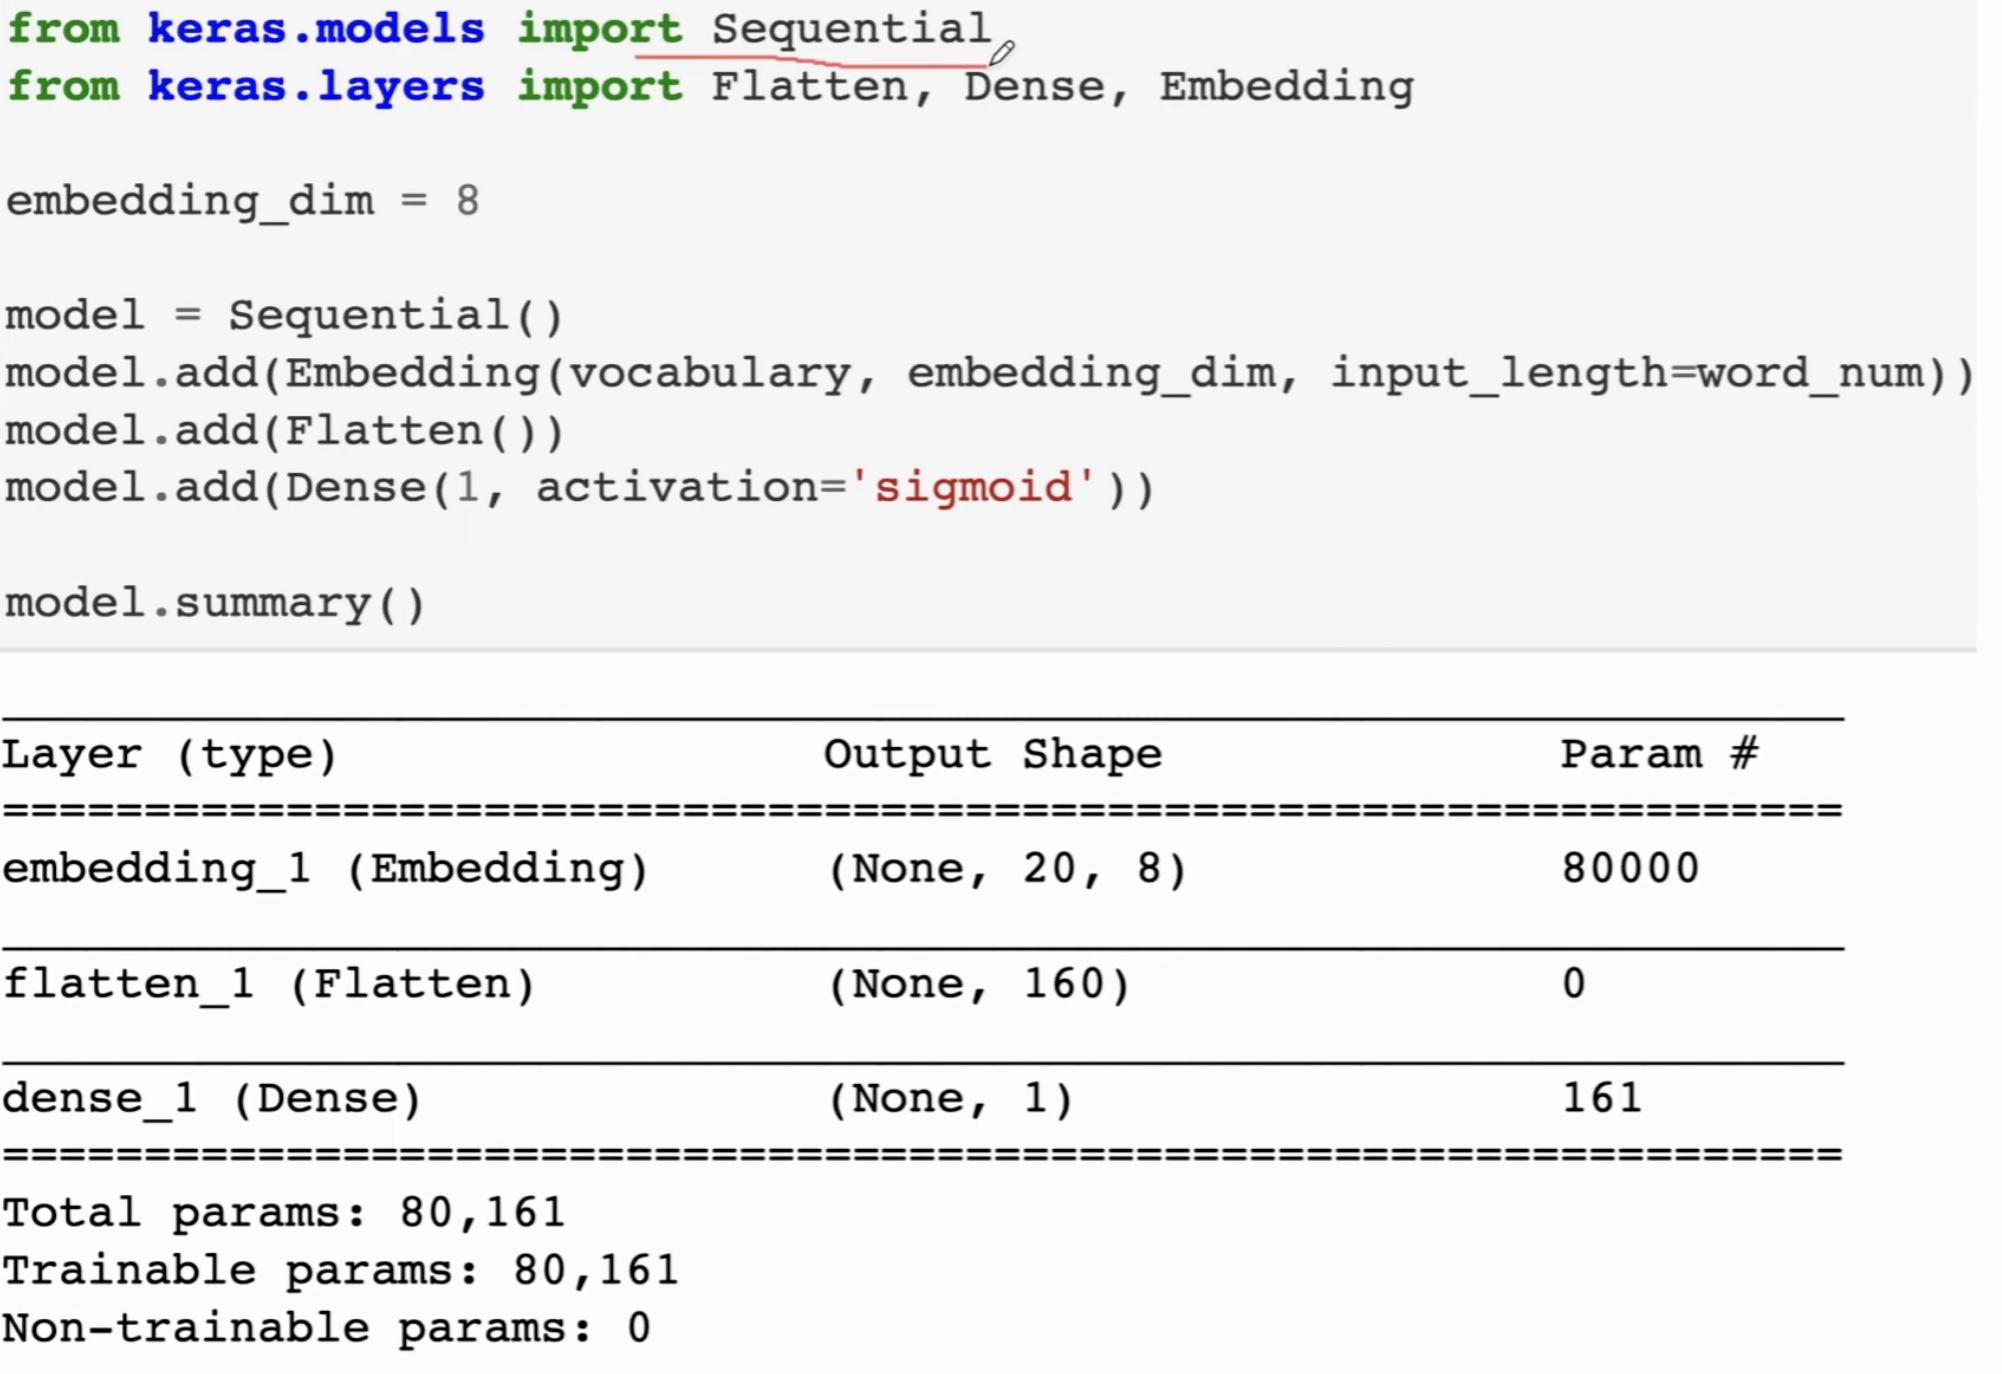 from keras.models import Sequential
from keras.layers import Flatten, Dense, Embedding
embedding_dim = 8
model = Sequential()
model.add(Embedding(vocabulary, embedding_dim, input_length=word_num))
model.add(Flatten())
model.add(Dense(1, activation='sigmoid'))
model.summary()
Layer (type) Output Shape Param #
=================================================================
embedding_1 (Embedding) (None, 20, 8) 80000
flatten_1 (Flatten) (None, 160) 0
dense_1 (Dense) (None, 1) 161
=================================================================
Total params: 80,161
Trainable params: 80,161
Non-trainable params: 0